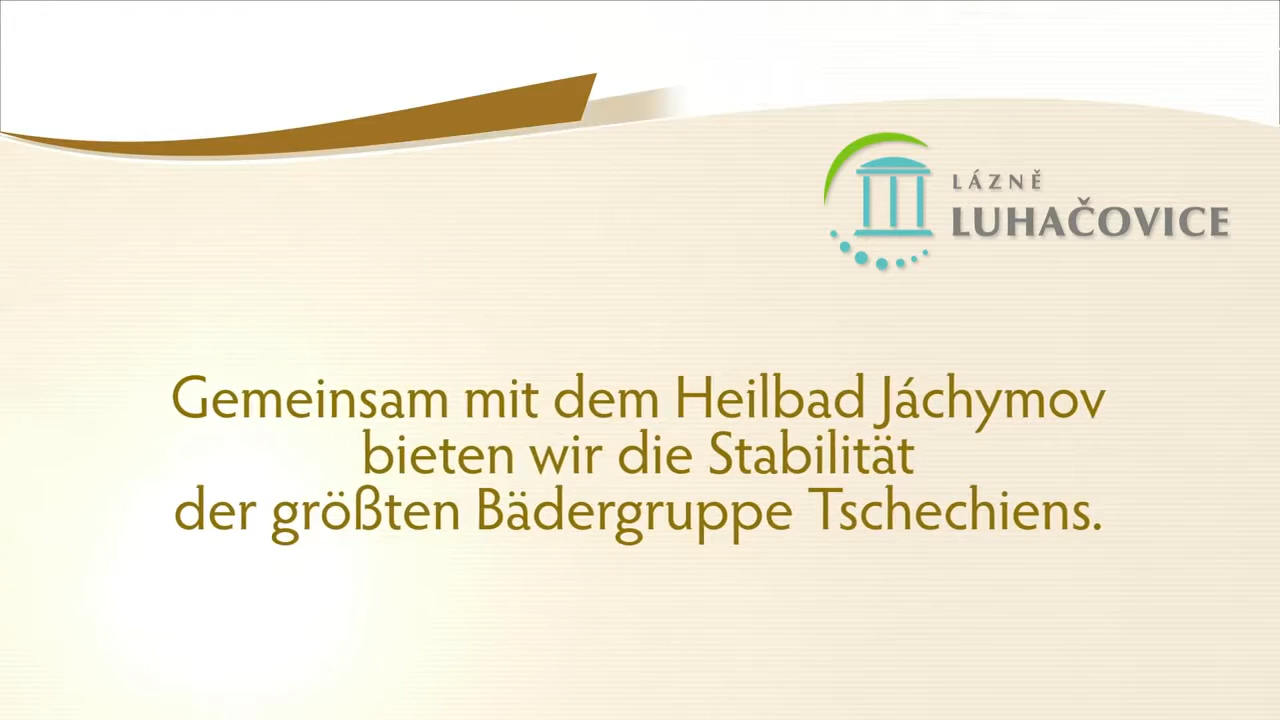 LÁZNĚ
LUHAČOVICE
Gemeinsam mit dem Heilbad Jáchymov
bieten wir die Stabilität
der größten Bädergruppe Tschechiens.